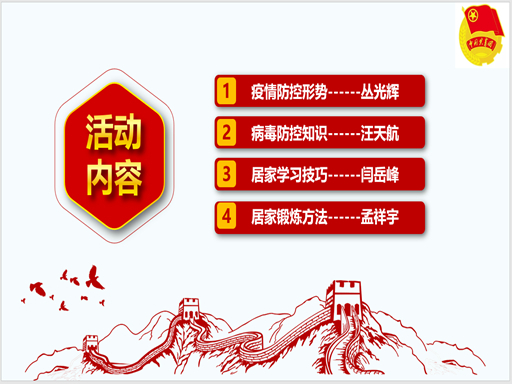 活动
内容
1 疫情防控形势------丛光辉
2 病毒防控知识------汪天航
3 居家学习技巧------闫岳峰
4 居家锻炼方法------孟祥宇